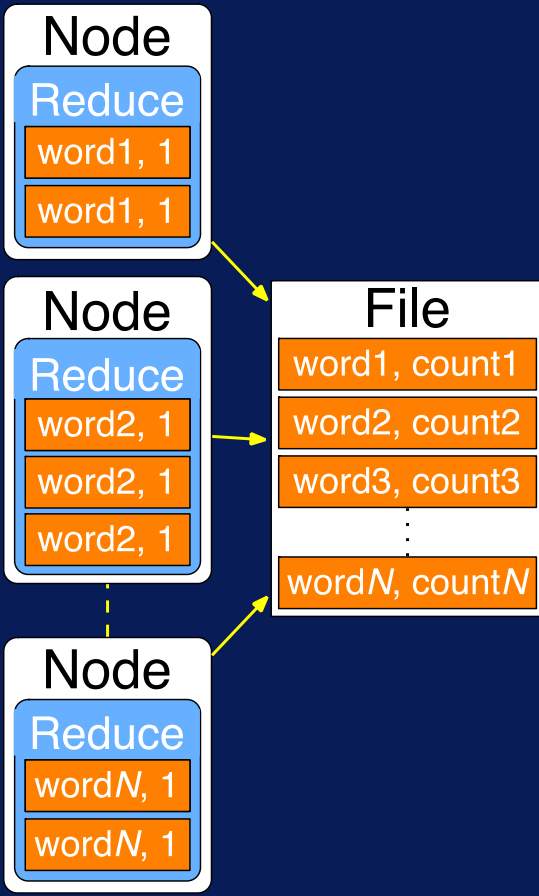 Node
Reduce
word1, 1
word1, 1
Node
Reduce
word2, 1
word2, 1
word2, 1
Node
Reduce
wordN, 1
wordN, 1
File
word1, count1
word2, count2
word3, count3
wordN, countN